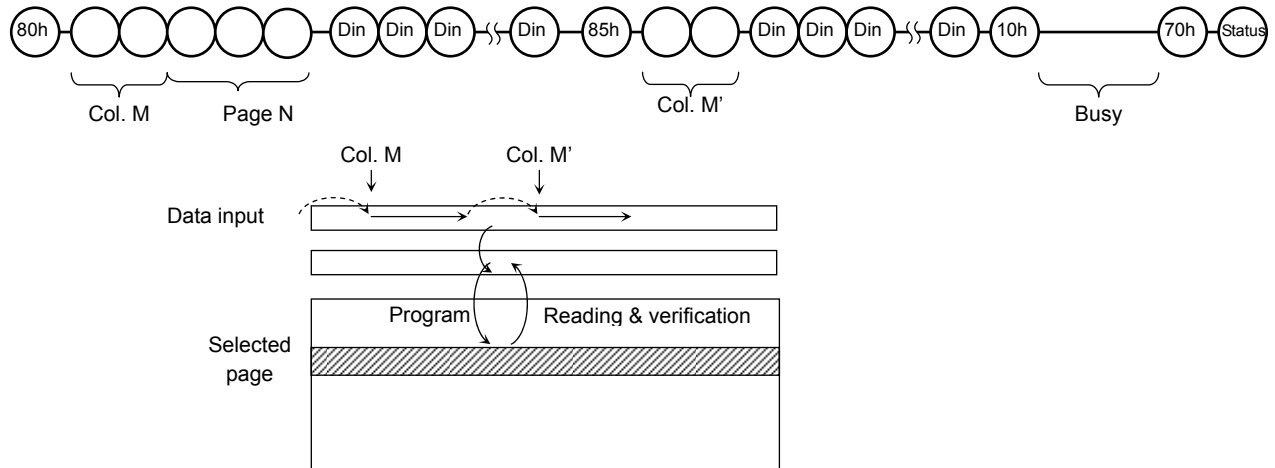 80h Din Din Din Din 85h Din Din Din Din 10h 70h Status
Col. M Page N Col. M’ Busy
Col. M Col. M’
Data input
Program Reading & verification
Selected
page